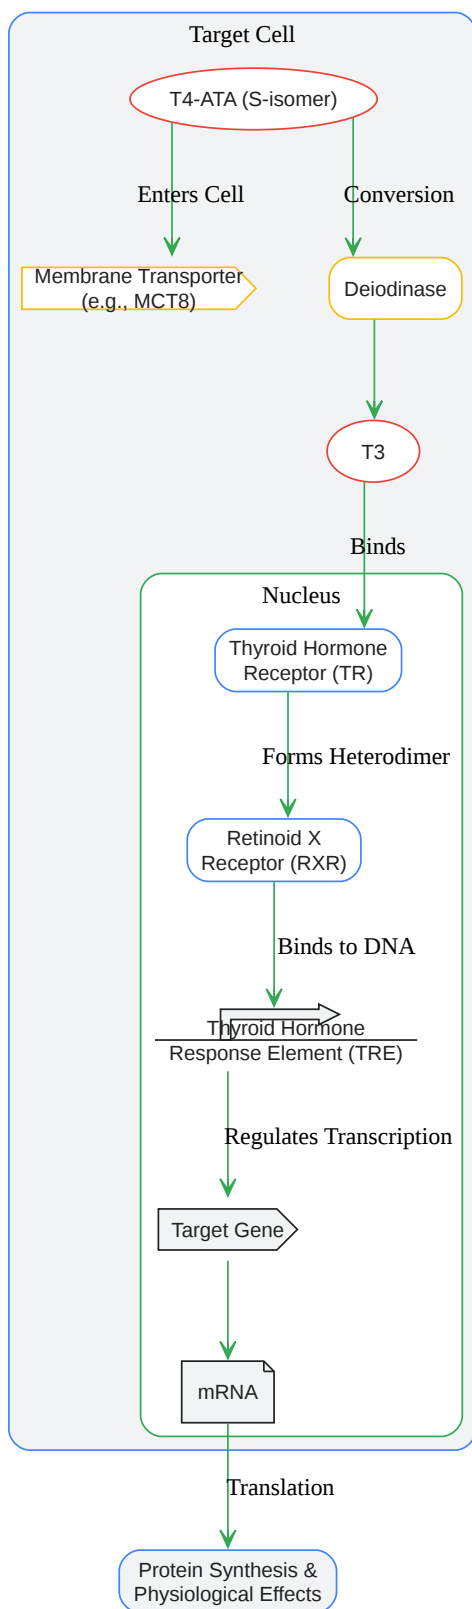 Target Cell
T4-ATA (S-isomer)
Enters Cell
Conversion
Membrane Transporter
(e.g., MCT8)
Deiodinase
T3
Binds
Nucleus
Thyroid Hormone
Receptor (TR)
Forms Heterodimer
Retinoid X
Receptor (RXR)
Binds to DNA
Thyroid Hormone
Response Element (TRE)
Regulates Transcription
Target Gene
mRNA
Translation
Protein Synthesis &
Physiological Effects